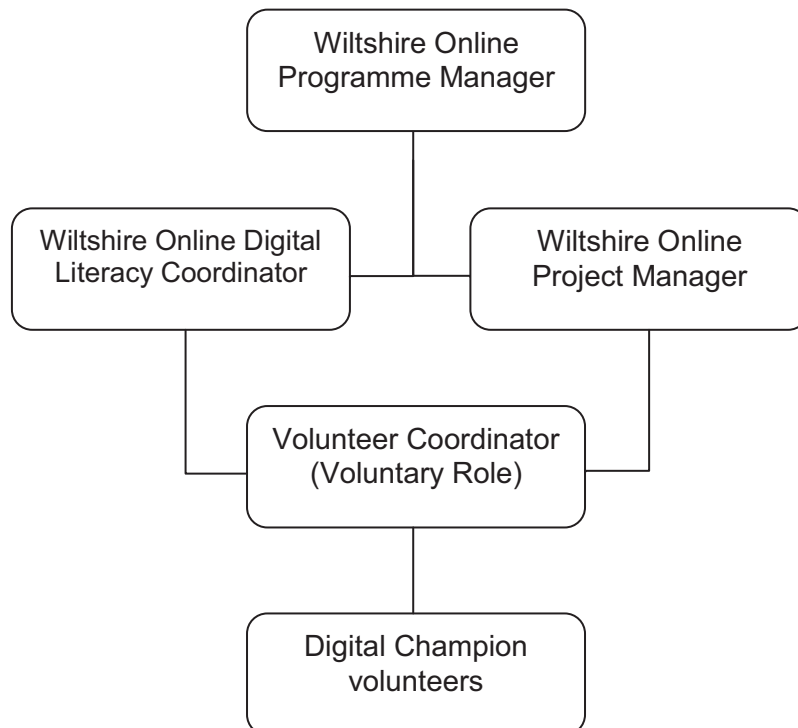 Wiltshire Online
Programme Manager
Wiltshire Online Digital
Literacy Coordinator
Wiltshire Online
Project Manager
Volunteer Coordinator
(Voluntary Role)
Digital Champion
volunteers